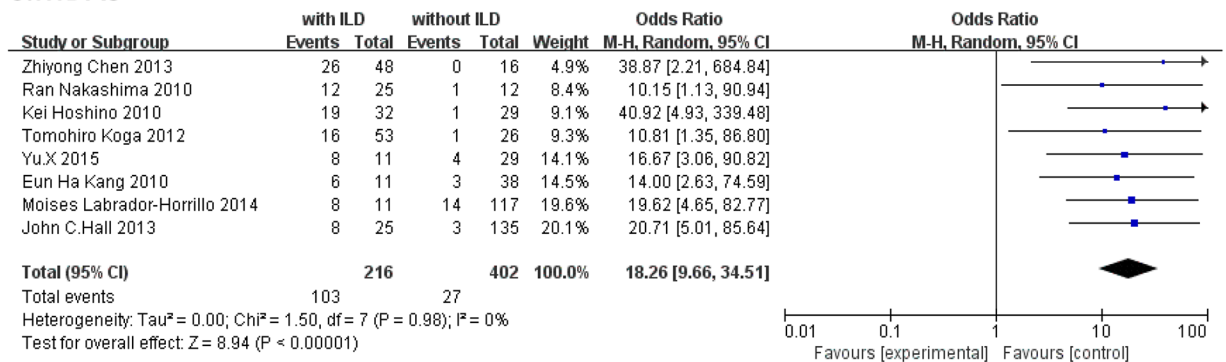 with ILD without ILD Odds Ratio Odds Ratio
Study or Subgroup Events Total Events Total Weight M-H, Random, 95% CI M-H, Random, 95% CI
Zhiyong Chen 2013 26 48 0 16 4.9% 38.87 [2.21, 684.84]
Ran Nakashima 2010 12 25 1 12 8.4% 10.15 [1.13, 90.94]
Kei Hoshino 2010 19 32 1 29 9.1% 40.92 [4.93, 339.48]
Tomohiro Koga 2012 16 53 1 26 9.3% 10.81 [1.35, 86.80]
Yu.X 2015 8 11 4 29 14.1% 16.67 [3.06, 90.82]
Eun Ha Kang 2010 6 11 3 38 14.5% 14.00 [2.63, 74.59]
Moises Labrador-Horrillo 2014 8 11 14 117 19.6% 19.62 [4.65, 82.77]
John C.Hall 2013 8 25 3 135 20.1% 20.71 [5.01, 85.64]
Total (95% CI) 216 402 100.0% 18.26 [9.66, 34.51]
Total events 103 27
Heterogeneity: Tau² = 0.00; Chi² = 1.50, df = 7 (P = 0.98); I² = 0%
Test for overall effect: Z = 8.94 (P < 0.00001)
0.01 0.1 1 10 100
Favours [experimental] Favours [control]